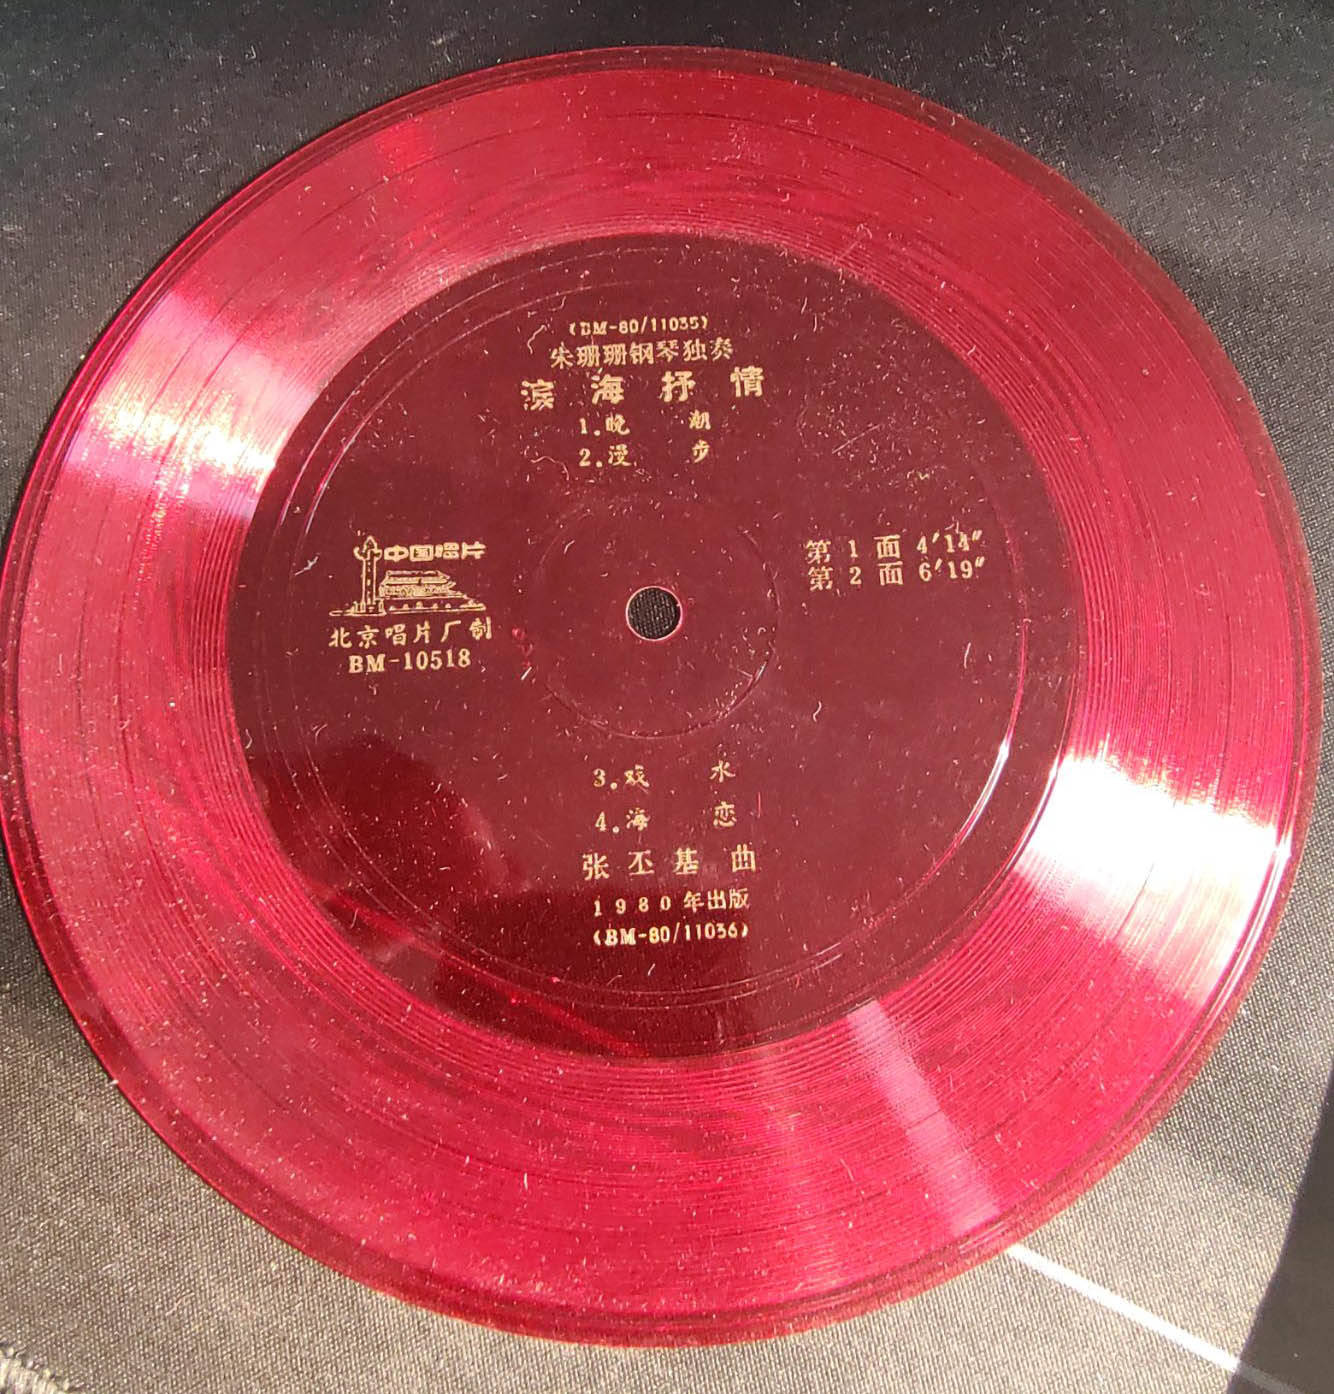 (BM-80/11035)
朱珊珊钢琴独奏
滨海抒情
1.晚 潮
2.漫 步
中国唱片
北京唱片厂制
BM-10518
第 1 面 4′14″
第 2 面 6′19″
3.戏 水
4.海 恋
张丕基 曲
1980年出版
(BM-80/11036)